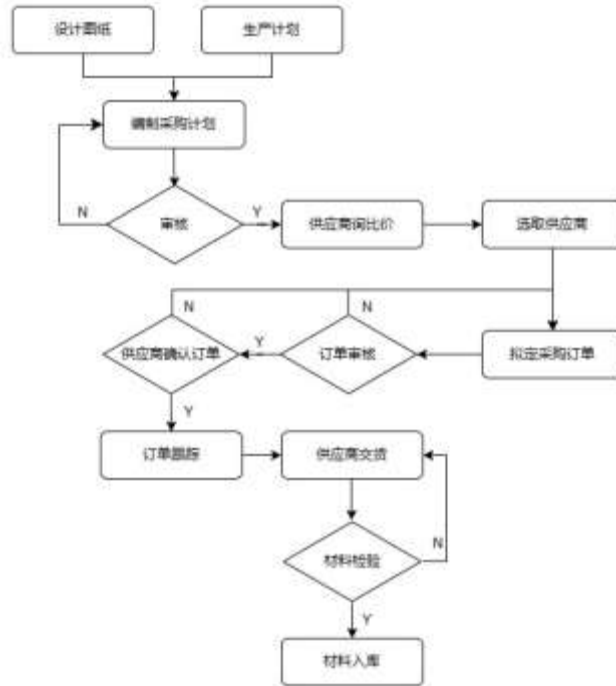 设计图纸
生产计划
编制采购计划
N
审核
Y
供应商询比价
选取供应商
N
N
供应商确认订单
Y
订单审核
拟定采购订单
Y
订单跟踪
供应商交货
材料检验
N
Y
材料入库